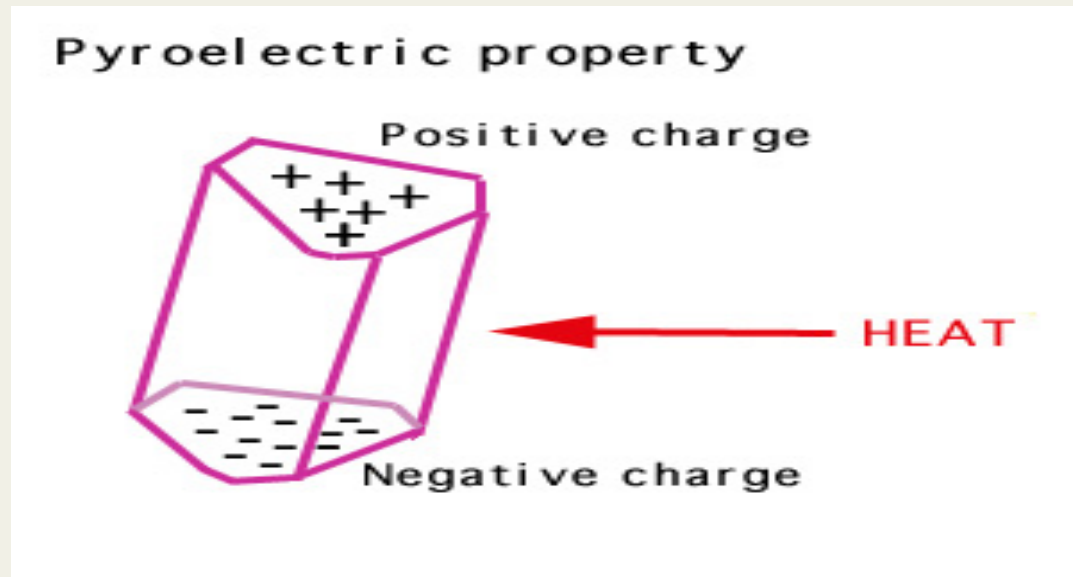 Pyroelectric property
Positive charge
+ + + + + +
HEAT
- - - - - - - - - - - - - -
Negative charge